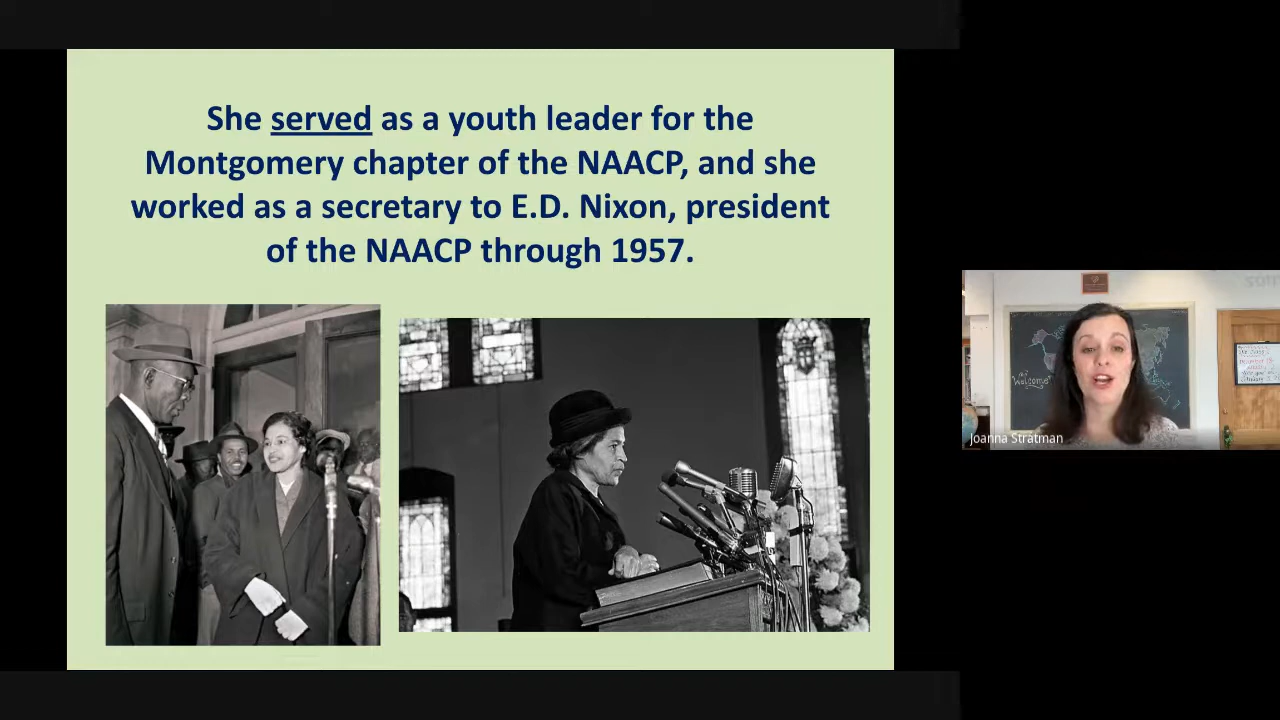 She served as a youth leader for the
Montgomery chapter of the NAACP, and she
worked as a secretary to E.D. Nixon, president
of the NAACP through 1957.
Welcome
Joanna Stratman